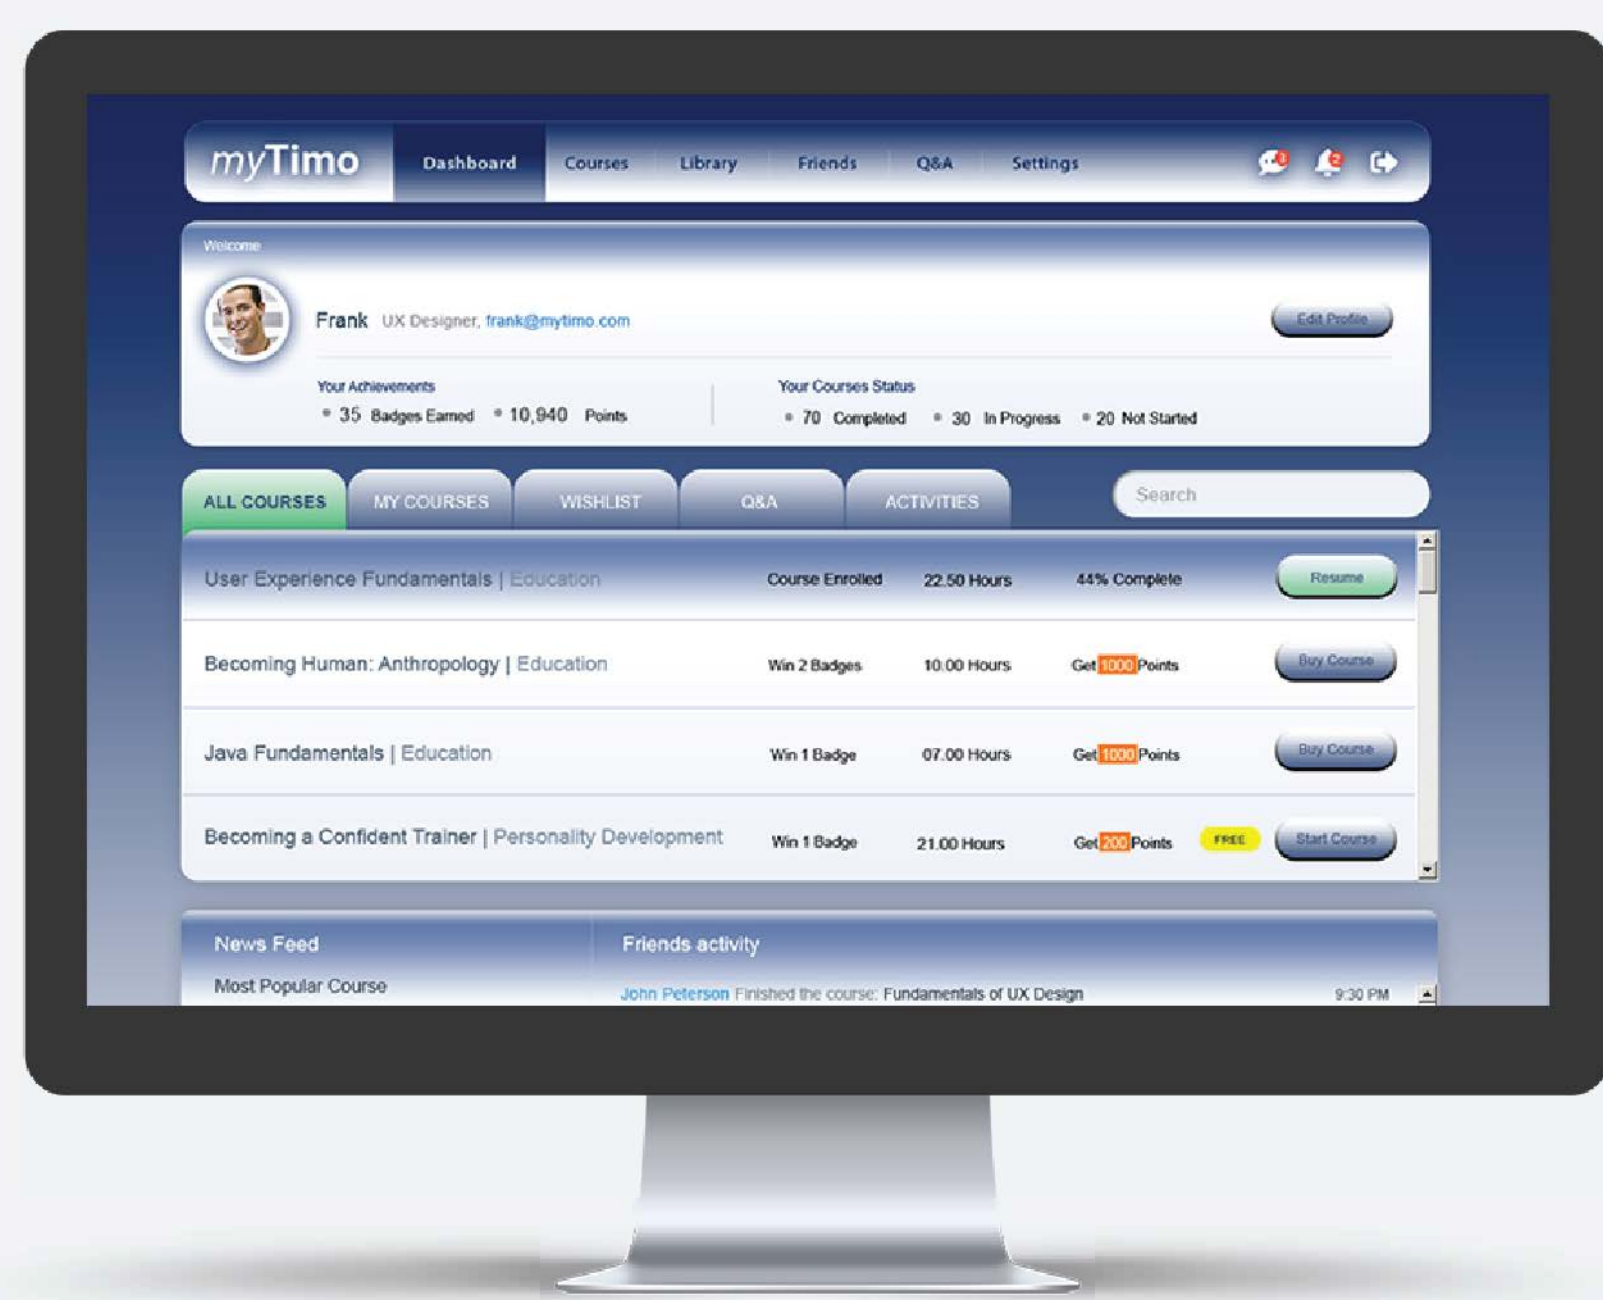 myTimo Dashboard Courses Library Friends Q&A Settings 3 2
Welcome
Frank UX Designer, frank@mytimo.com Edit Profile
Your Achievements Your Courses Status
35 Badges Earned 10,940 Points 70 Completed 30 In Progress 20 Not Started
ALL COURSES MY COURSES WISHLIST Q&A ACTIVITIES Search
User Experience Fundamentals | Education Course Enrolled 22.50 Hours 44% Complete Resume
Becoming Human: Anthropology | Education Win 2 Badges 10.00 Hours Get 1000 Points Buy Course
Java Fundamentals | Education Win 1 Badge 07.00 Hours Get 1000 Points Buy Course
Becoming a Confident Trainer | Personality Development Win 1 Badge 21.00 Hours Get 200 Points FREE Start Course
News Feed Friends activity
Most Popular Course John Peterson Finished the course: Fundamentals of UX Design 9:30 PM